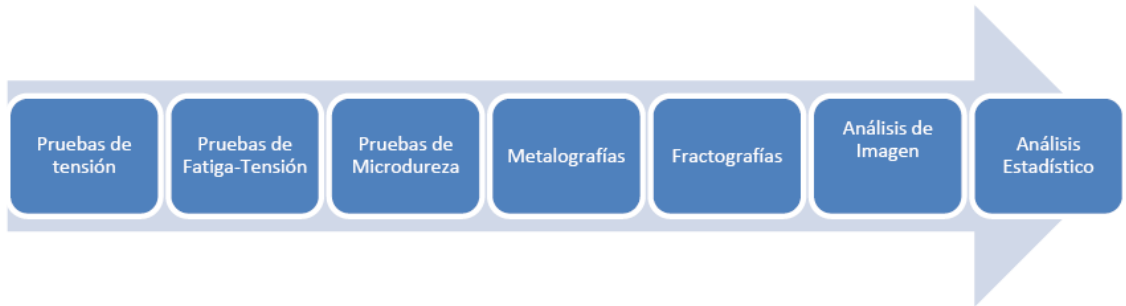 Pruebas de
tensión
Pruebas de
Fatiga-Tensión
Pruebas de
Microdureza
Metalografías
Fractografías
Análisis de
Imagen
Análisis
Estadístico